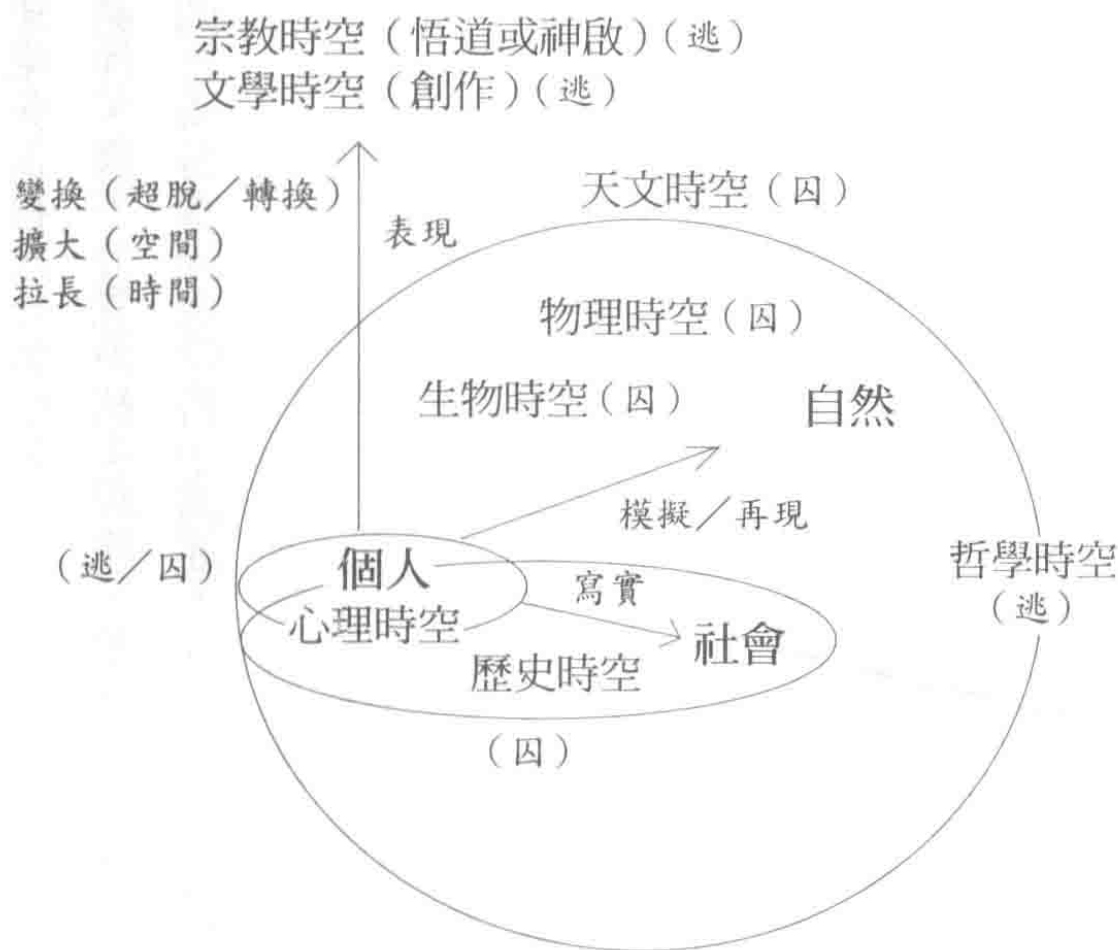 宗教時空（悟道或神啟）（逃）
文學時空（創作）（逃）
變換（超脫／轉換）
擴大（空間）
拉長（時間）
表現
天文時空（囚）
物理時空（囚）
生物時空（囚）
自然
模擬／再現
（逃／囚）
個人
心理時空
寫實
社會
歷史時空
（囚）
哲學時空
（逃）